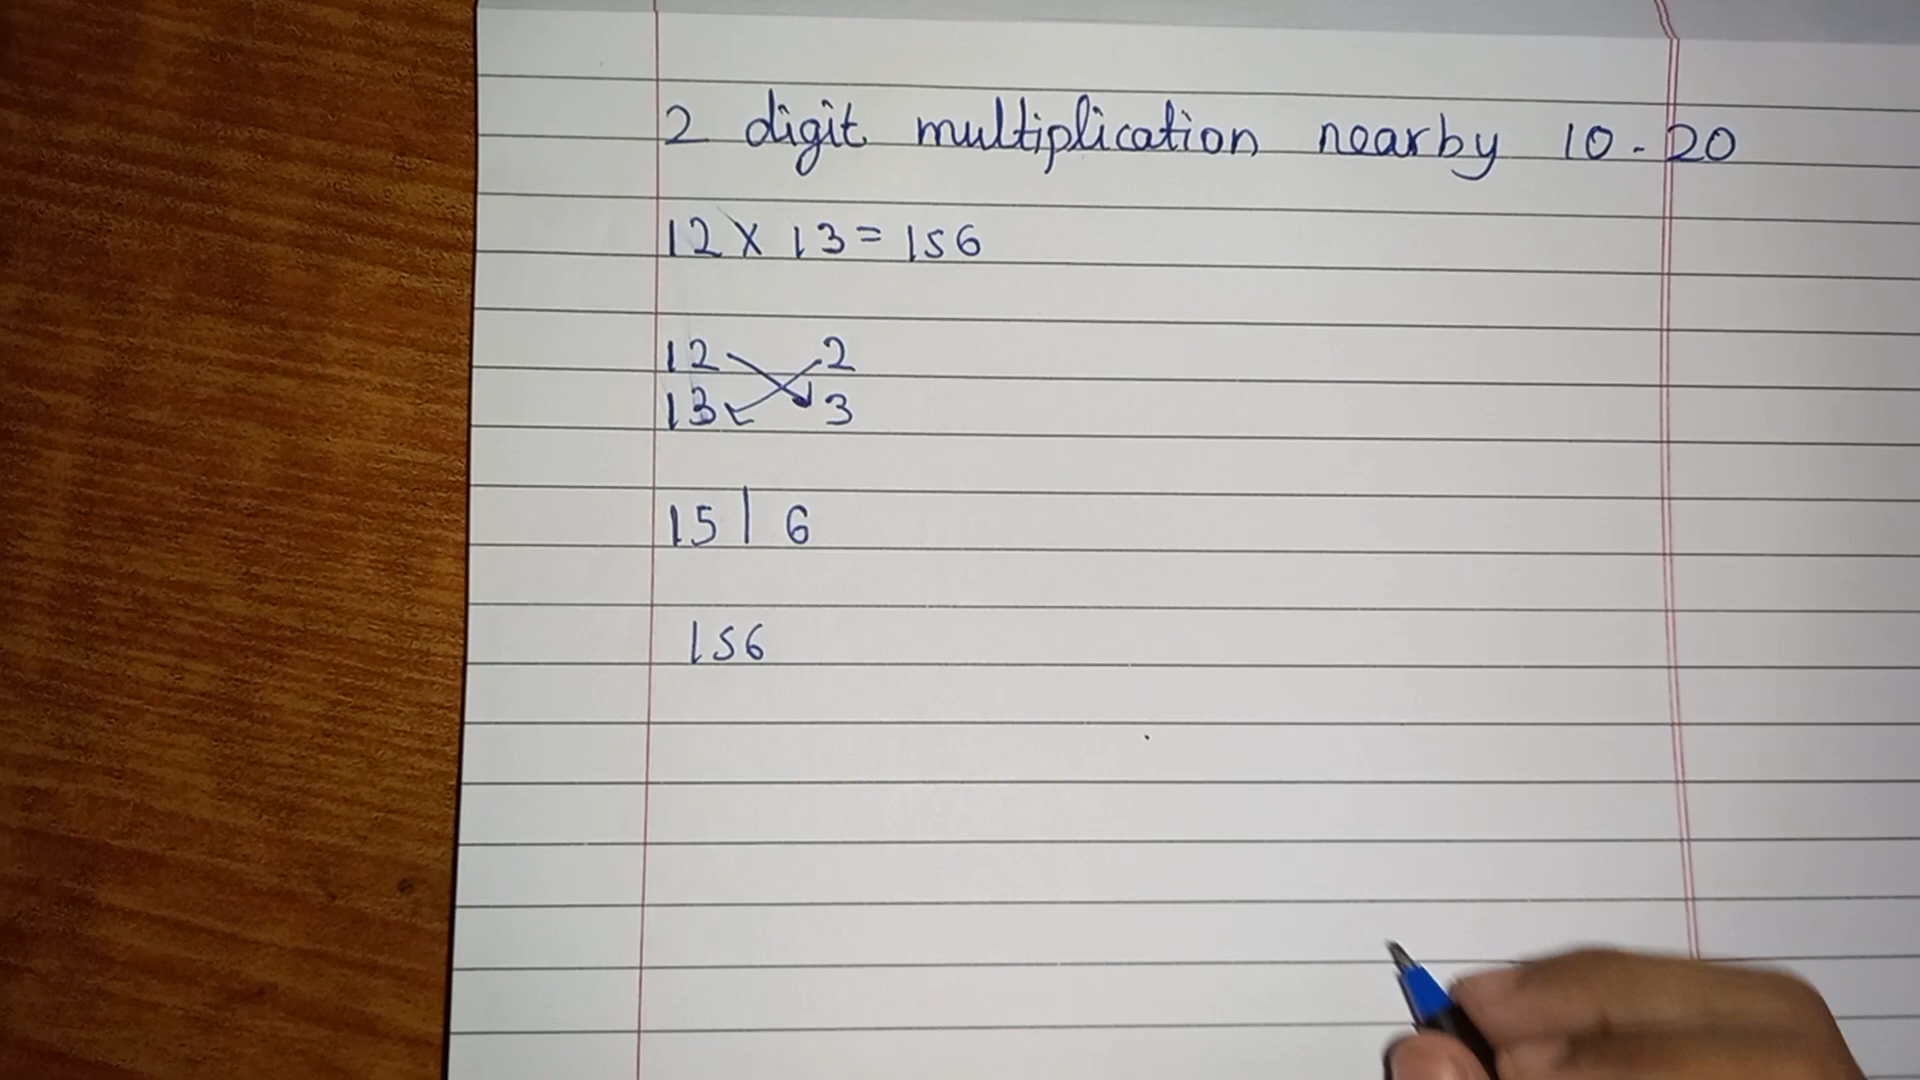 2 digit multiplication nearby 10-20
12 X 13 = 156
12 2
13 3
15 | 6
156